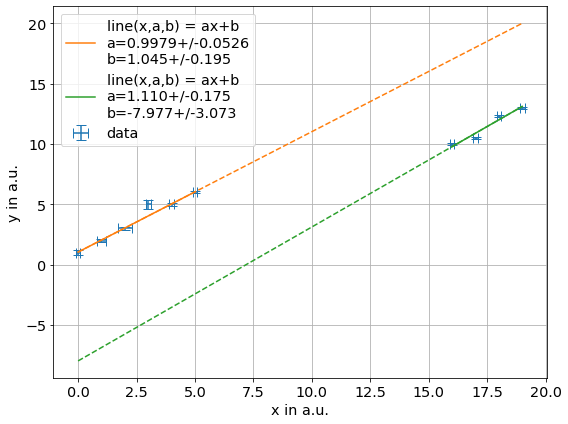 line(x,a,b) = ax+b
a=0.9979+/-0.0526
b=1.045+/-0.195
line(x,a,b) = ax+b
a=1.110+/-0.175
b=-7.977+/-3.073
data
20
15
10
5
0
−5
y in a.u.
0.0 2.5 5.0 7.5 10.0 12.5 15.0 17.5 20.0
x in a.u.